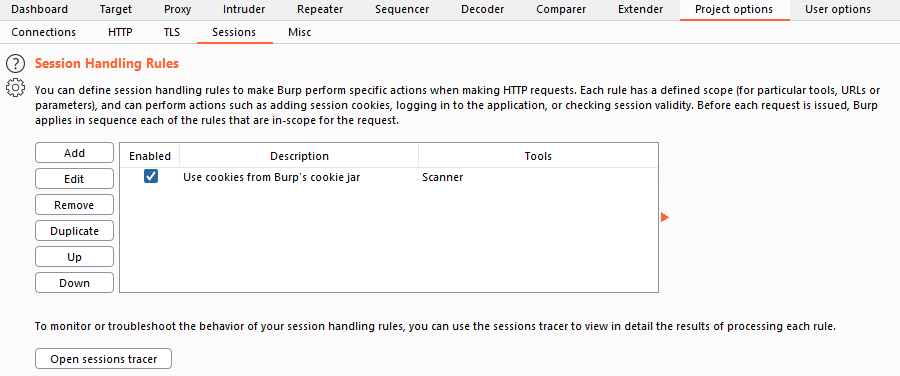 Dashboard Target Proxy Intruder Repeater Sequencer Decoder Comparer Extender Project options User options
Connections HTTP TLS Sessions Misc
? Session Handling Rules
You can define session handling rules to make Burp perform specific actions when making HTTP requests. Each rule has a defined scope (for particular tools, URLs or
parameters), and can perform actions such as adding session cookies, logging in to the application, or checking session validity. Before each request is issued, Burp
applies in sequence each of the rules that are in-scope for the request.
Add
Edit
Remove
Duplicate
Up
Down
Enabled Description Tools
Use cookies from Burp's cookie jar Scanner
To monitor or troubleshoot the behavior of your session handling rules, you can use the sessions tracer to view in detail the results of processing each rule.
Open sessions tracer